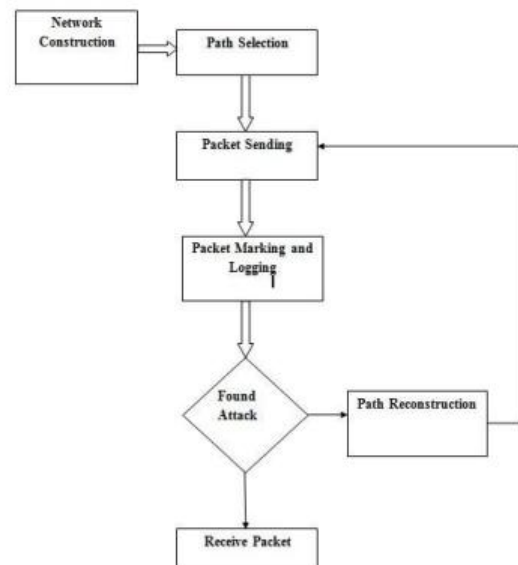 Network
Construction
Path Selection
Packet Sending
Packet Marking and
Logging
Found
Attack
Path Reconstruction
Receive Packet